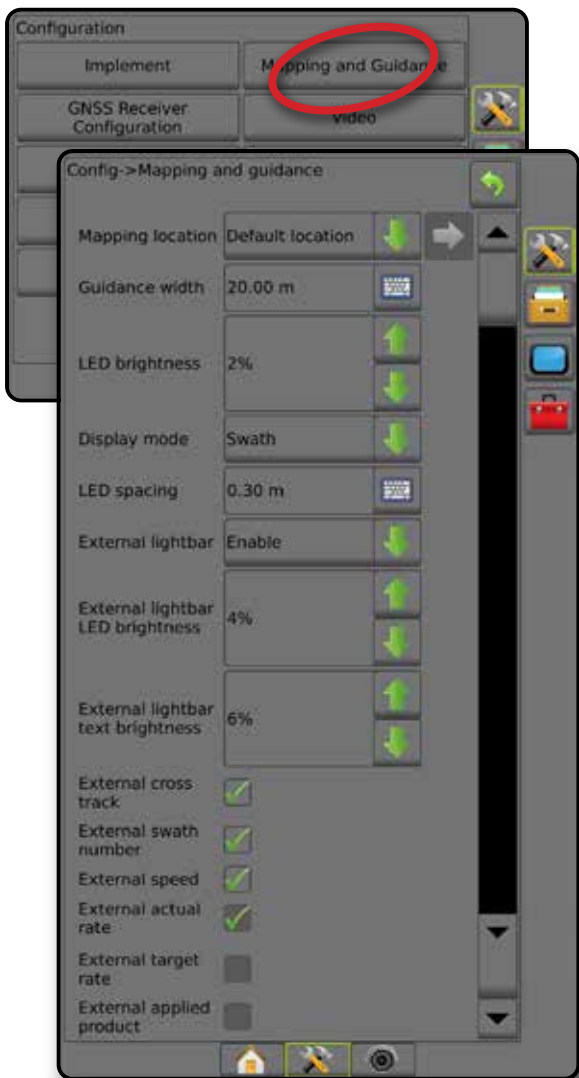 Configuration
Implement
Mapping and Guidance
GNSS Receiver
Configuration
Video
Config->Mapping and guidance
Mapping location
Default location
Guidance width
20.00 m
LED brightness
2%
Display mode
Swath
LED spacing
0.30 m
External lightbar
Enable
External lightbar
LED brightness
4%
External lightbar
text brightness
6%
External cross
track
External swath
number
External speed
External actual
rate
External target
rate
External applied
product